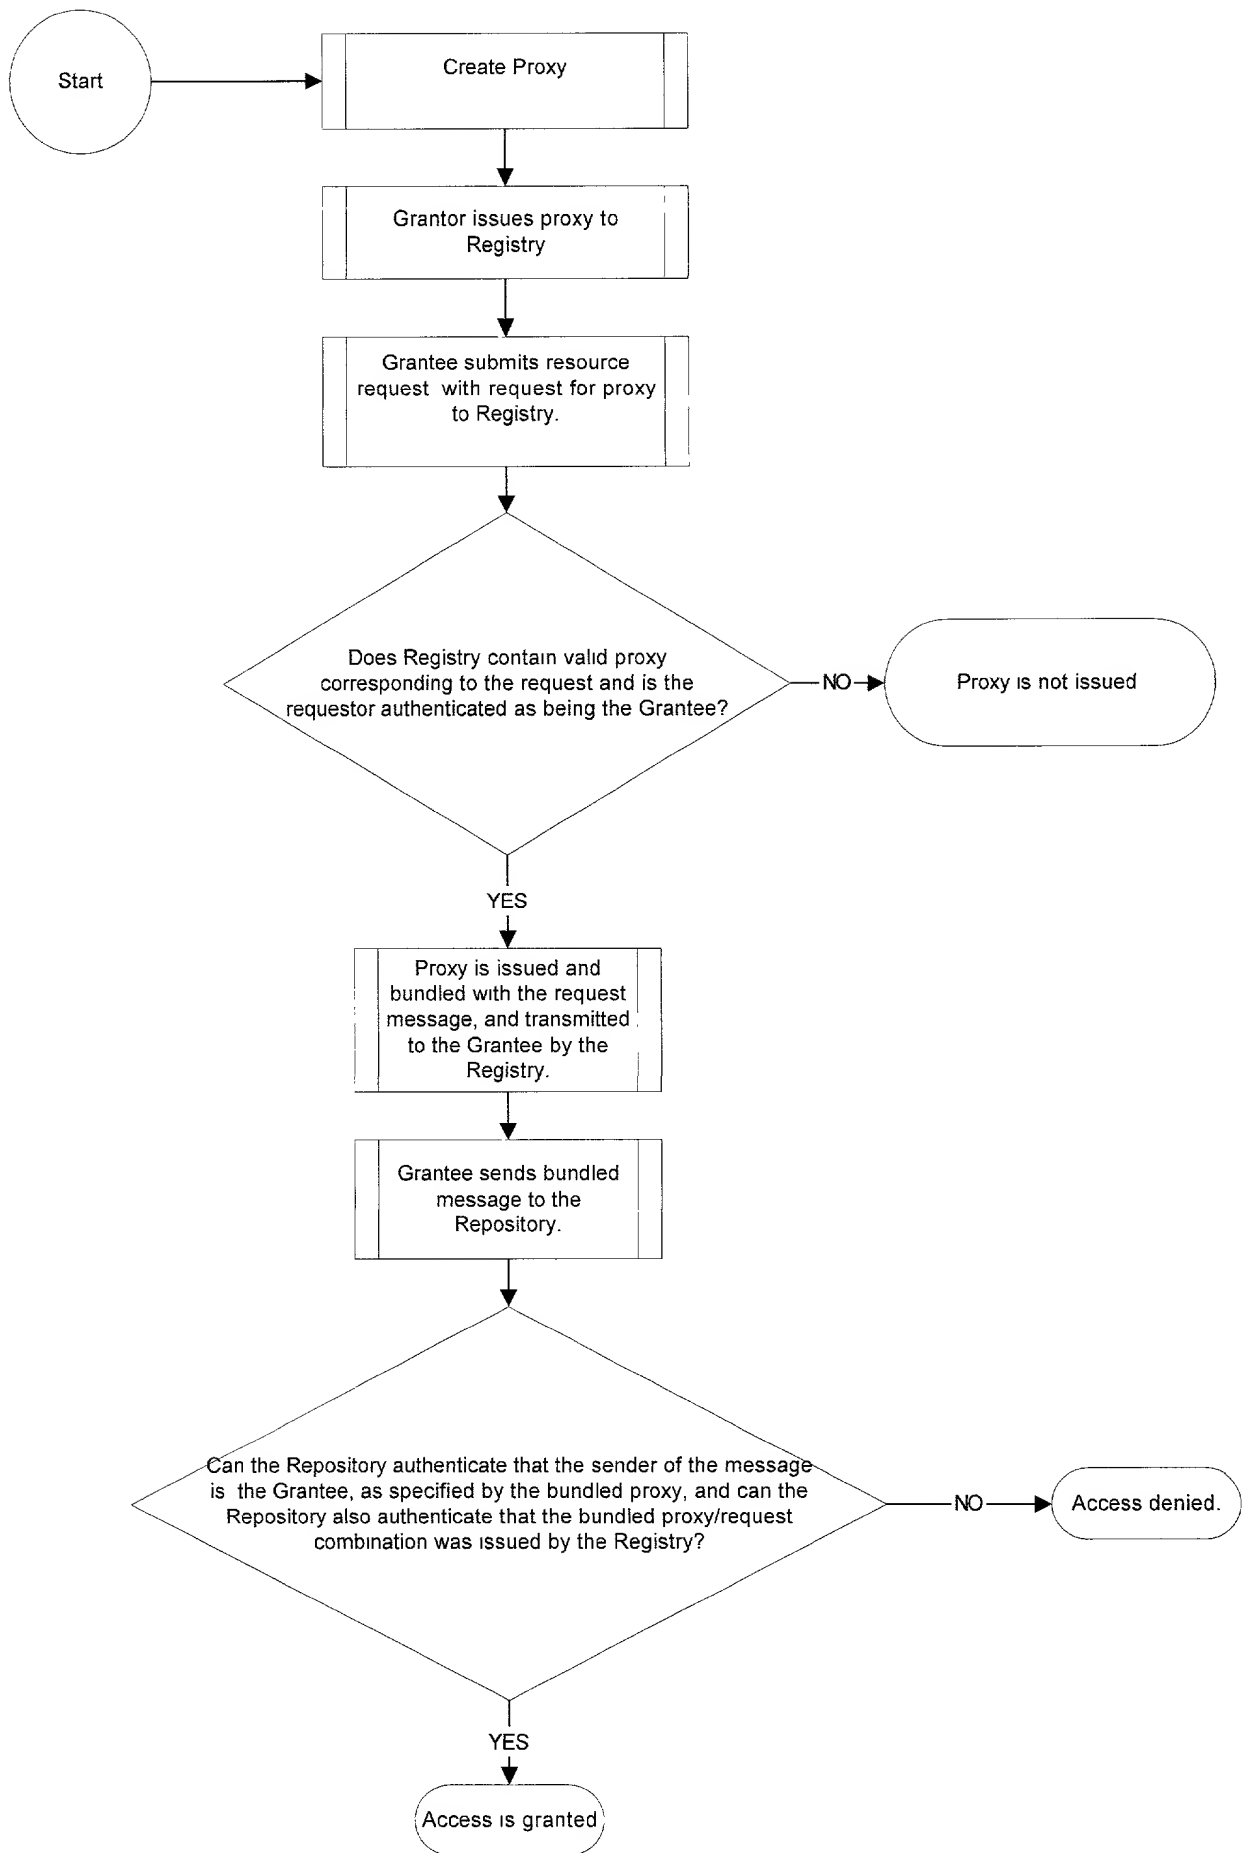 Start
Create Proxy
Grantor issues proxy to
Registry
Grantee submits resource
request with request for proxy
to Registry.
Does Registry contain valid proxy
corresponding to the request and is the
requestor authenticated as being the Grantee?
NO
Proxy is not issued
YES
Proxy is issued and
bundled with the request
message, and transmitted
to the Grantee by the
Registry.
Grantee sends bundled
message to the
Repository.
Can the Repository authenticate that the sender of the message
is the Grantee, as specified by the bundled proxy, and can the
Repository also authenticate that the bundled proxy/request
combination was issued by the Registry?
NO
Access denied.
YES
Access is granted